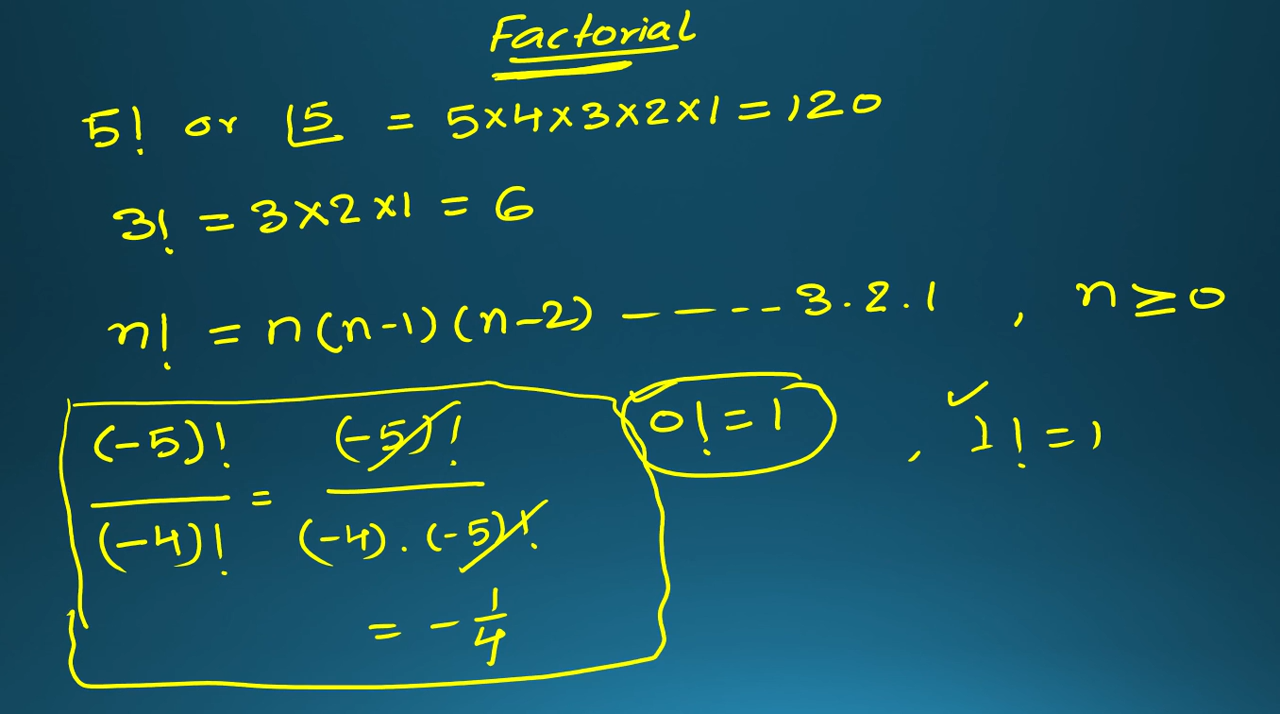 Factorial
5! or |5 = 5×4×3×2×1 = 120
3! = 3×2×1 = 6
n! = n(n-1)(n-2) ----- 3.2.1 , n ≥ 0
0! = 1 , 1! = 1
(-5)! / (-4)! = (-5)! / (-4).(-5)!
= -1/4